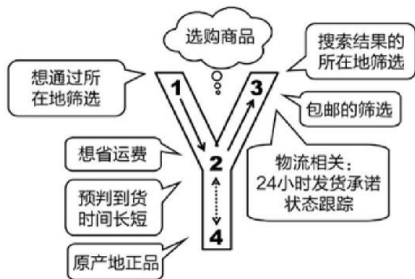 选购商品
搜索结果的
所在地筛选
想通过所
在地筛选
1
3
包邮的筛选
想省运费
2
物流相关：
24小时发货承诺
状态跟踪
预判到货
时间长短
4
原产地正品